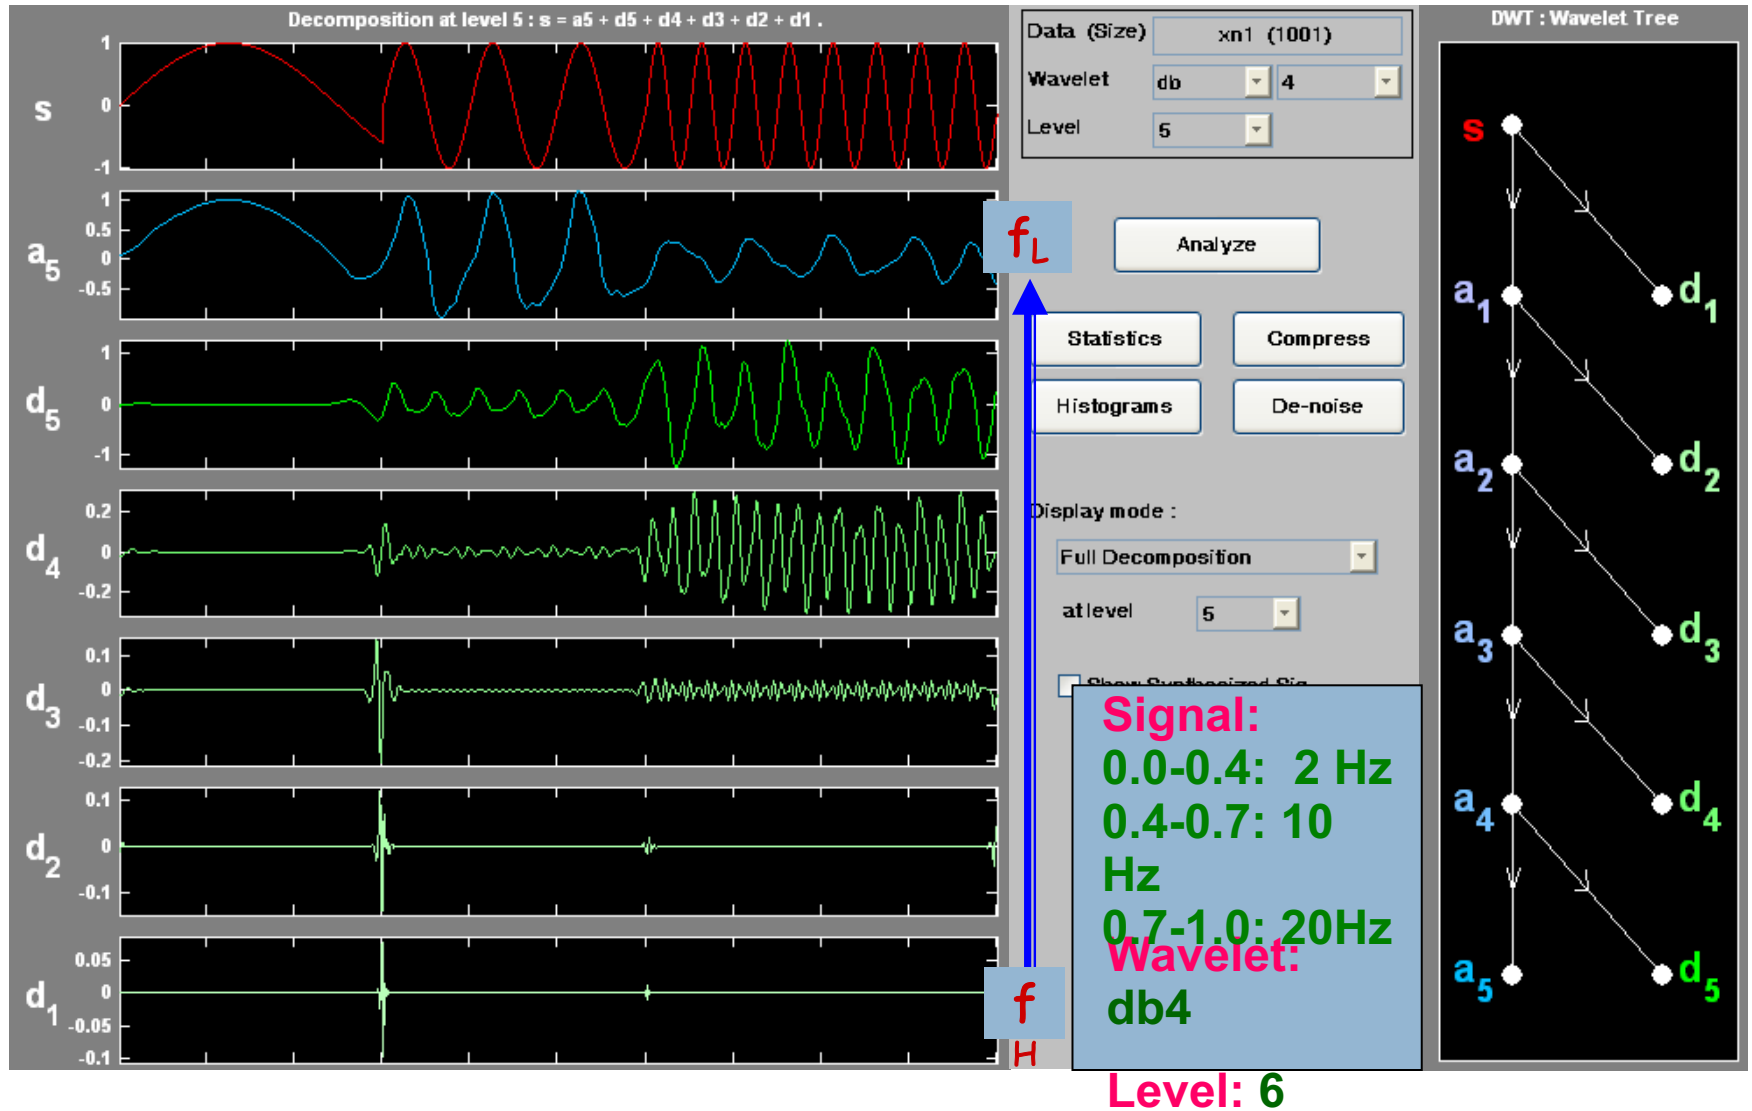 Decomposition at level 5 : s = a5 + d5 + d4 + d3 + d2 + d1 .
s
1
0
-1
a5
1
0.5
0
-0.5
d5
1
0
-1
d4
0.2
0
-0.2
d3
0.1
0
-0.1
-0.2
d2
0.1
0
-0.1
d1
0.05
0
-0.05
-0.1
fL
f
H
Data (Size)
xn1 (1001)
Wavelet
db
4
Level
5
Analyze
Statistics
Compress
Histograms
De-noise
Display mode :
Full Decomposition
at level
5
Show Synthesized Sig
Signal:
0.0-0.4: 2 Hz
0.4-0.7: 10
Hz
0.7-1.0: 20Hz
Wavelet:
db4
Level: 6
DWT : Wavelet Tree
s
a1
d1
a2
d2
a3
d3
a4
d4
a5
d5